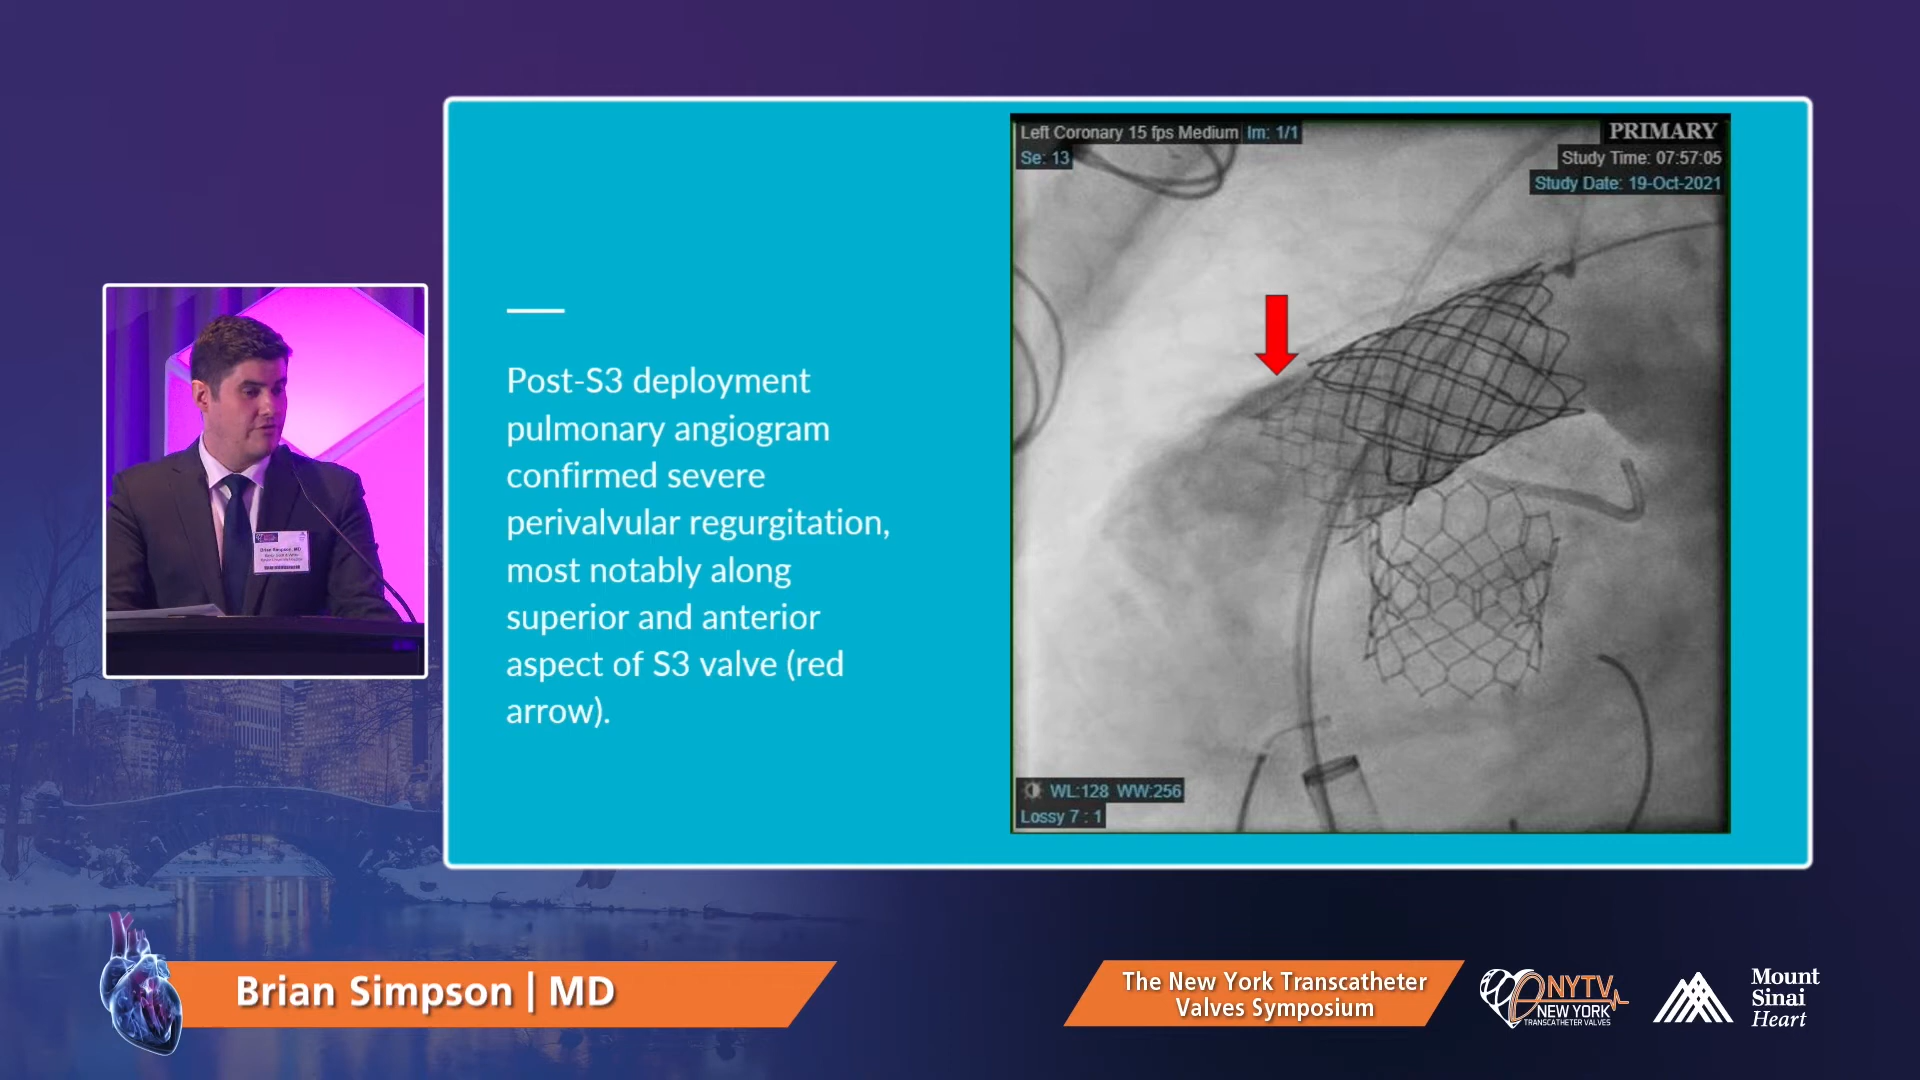 Left Coronary 15 fps Medium Im: 1/1
Se: 13
PRIMARY
Study Time: 07:57:05
Study Date: 19-Oct-2021
Post-S3 deployment
pulmonary angiogram
confirmed severe
perivalvular regurgitation,
most notably along
superior and anterior
aspect of S3 valve (red
arrow).
WL:128 WW:256
Lossy 7 : 1
Brian Simpson, MD
Brian Simpson | MD
The New York Transcatheter
Valves Symposium
NYTV
NEW YORK
TRANSCATHETER VALVES
Mount
Sinai
Heart